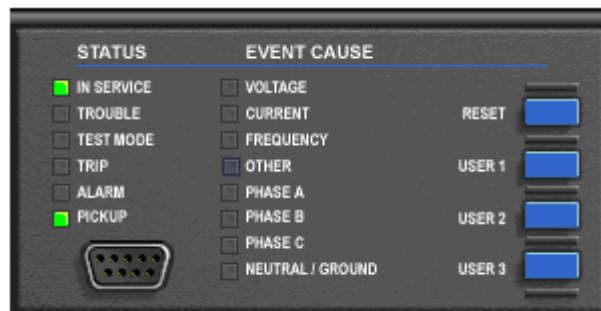 STATUS
EVENT CAUSE
IN SERVICE
VOLTAGE
TROUBLE
CURRENT
RESET
TEST MODE
FREQUENCY
TRIP
OTHER
USER 1
ALARM
PHASE A
PICKUP
PHASE B
USER 2
PHASE C
NEUTRAL / GROUND
USER 3